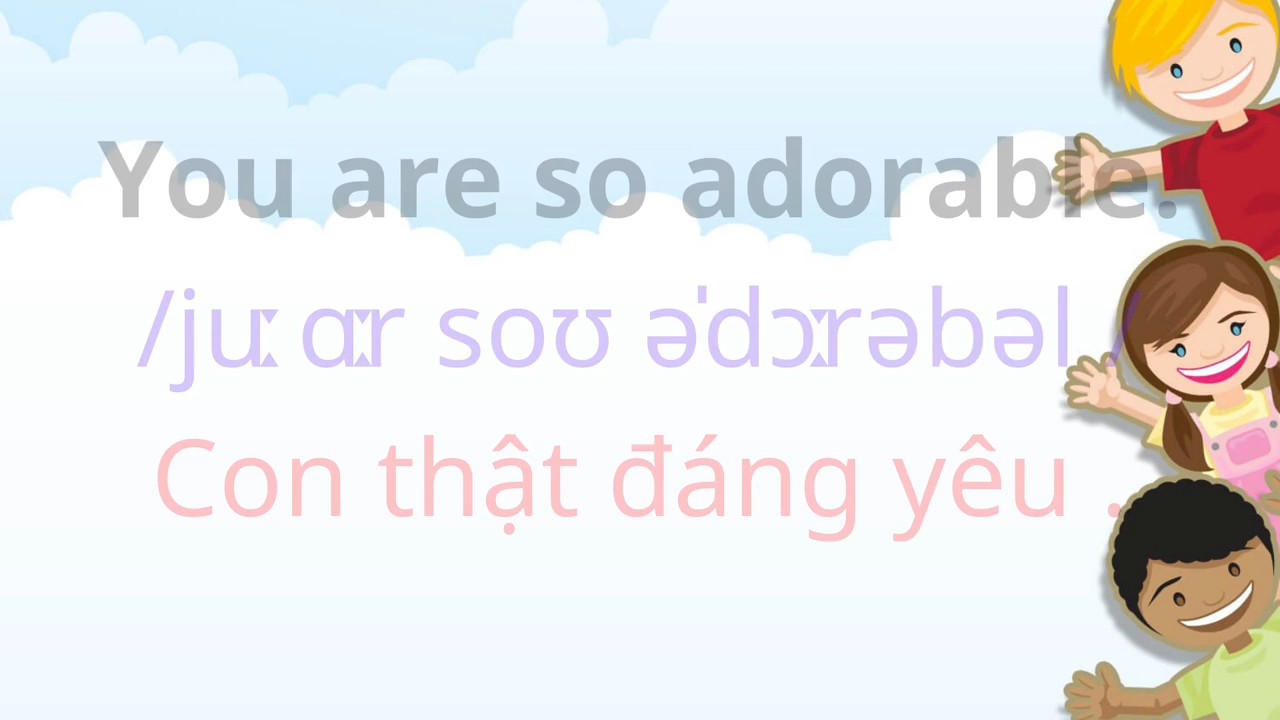 You are so adorable.
/juː ɑːr soʊ əˈdɔːrəbəl /
Con thật đáng yêu .